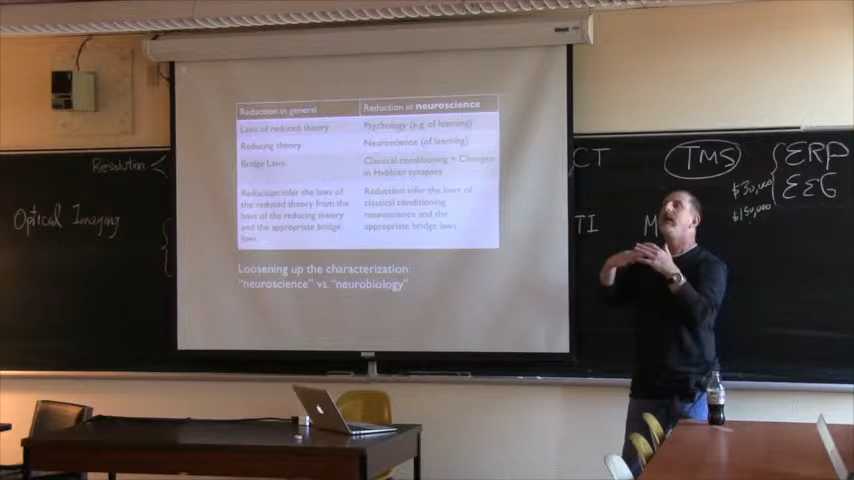 Reduction in general
Reduction in neuroscience
Laws of reduced theory
Psychology (e.g. of learning)
Reducing theory
Neuroscience (of learning)
Bridge Laws
Classical conditioning = Changes
in Hebbian synapses
Reduction infer the laws of
the reduced theory from the
laws of the reducing theory
and the appropriate bridge
laws.
Reduction infer the laws of
classical conditioning
neuroscience and the
appropriate bridge laws
Loosening up the characterization:
"neuroscience" vs. "neurobiology"
Resolution
Optical Imaging
CT
TMS
ERP
EEG
$30,000
$150,000
TI
M